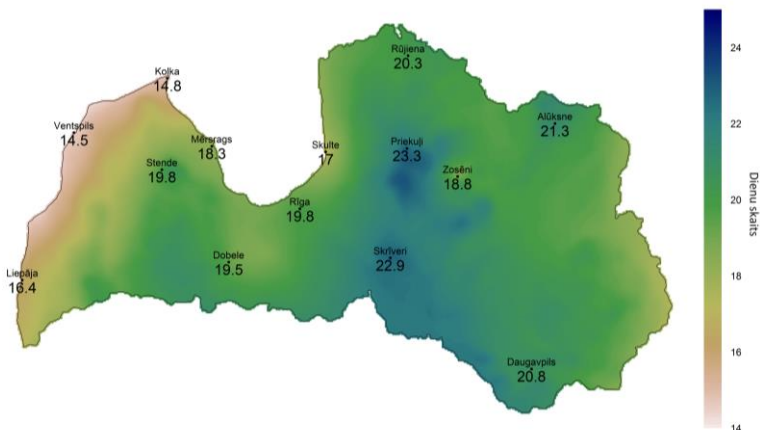 Rūjiena
20.3
Kolka
14.8
Ventspils
14.5
Mērsrags
18.3
Stende
19.8
Skulte
17
Priekuļi
23.3
Zosēni
18.8
Alūksne
21.3
Rīga
19.8
Dobele
19.5
Skrīveri
22.9
Liepāja
16.4
Daugavpils
20.8
24
22
20
18
16
14
Dienu skaits